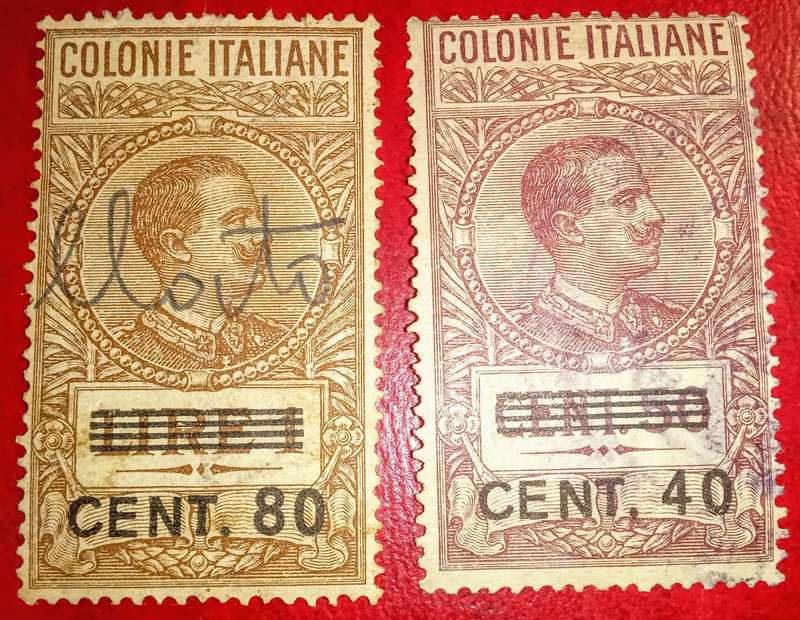 COLONIE ITALIANE
LIRE 1
CENT. 80
COLONIE ITALIANE
CENT. 50
CENT. 40